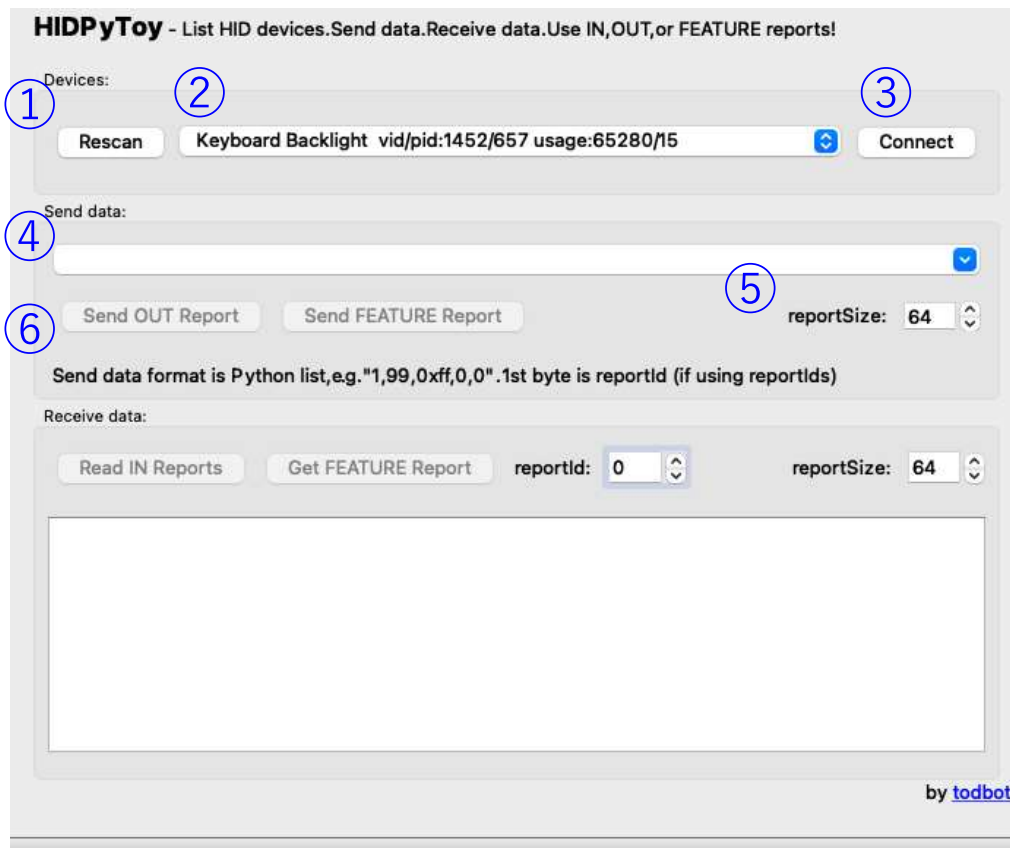 HIDPyToy - List HID devices.Send data.Receive data.Use IN,OUT,or FEATURE reports!
Devices:
① ② ③
Rescan Keyboard Backlight vid/pid:1452/657 usage:65280/15 Connect
Send data:
④
⑤
⑥ Send OUT Report Send FEATURE Report reportSize: 64
Send data format is Python list,e.g."1,99,0xff,0,0".1st byte is reportId (if using reportIds)
Receive data:
Read IN Reports Get FEATURE Report reportId: 0 reportSize: 64
by todbot